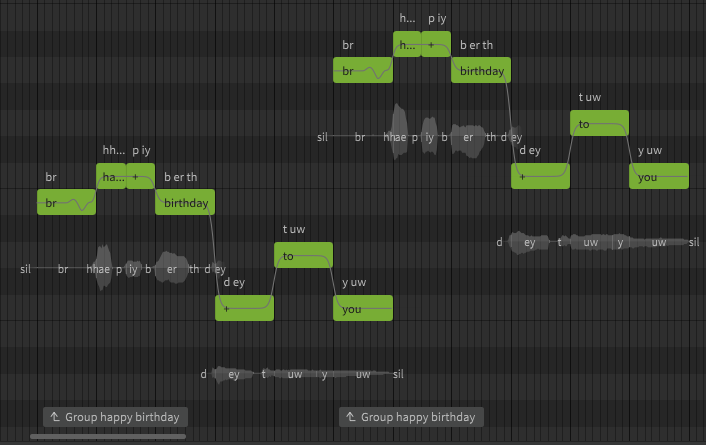 h... p iy
br b er th
h... +
br birthday
t uw
to
sil br hhae p iy b er th d ey
hh... p iy d ey y uw
br b er th
ha... + + you
br birthday
t uw
d ey t uw y uw sil
to
sil br hhae p iy b er th d ey
d ey y uw
+ you
d ey t uw y uw sil
Group happy birthday Group happy birthday